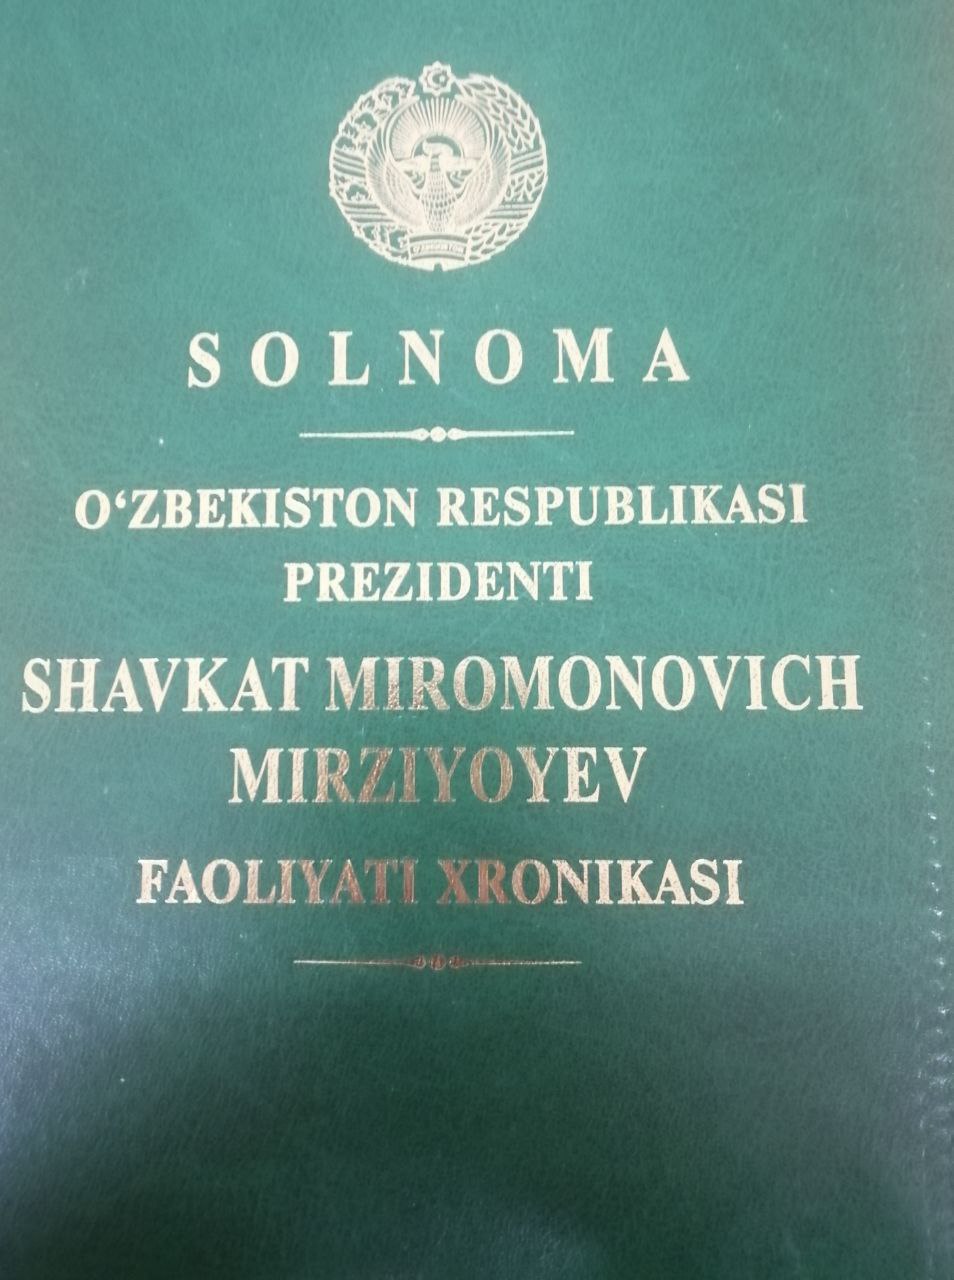 SOLNOMA
O‘ZBEKISTON RESPUBLIKASI
PREZIDENTI
SHAVKAT MIROMONOVICH
MIRZIYOYEV
FAOLIYATI XRONIKASI